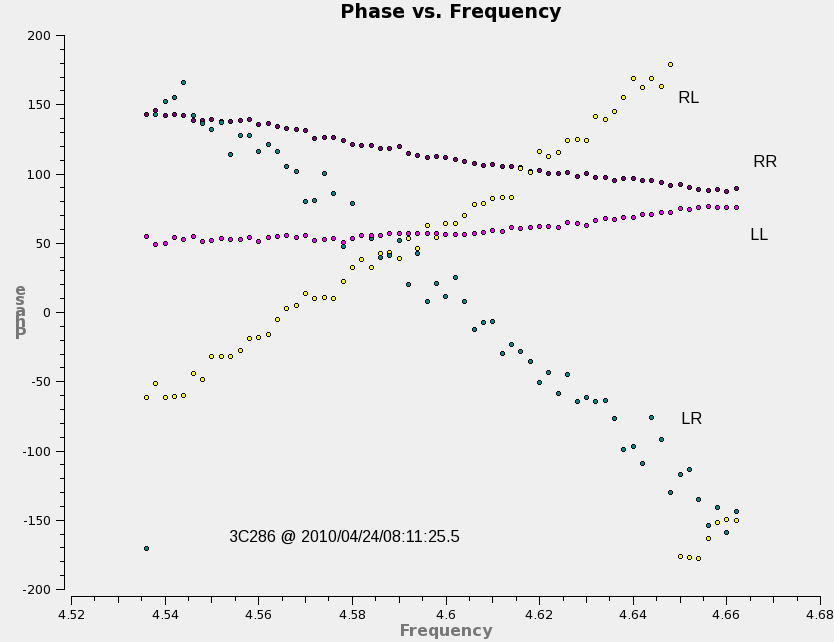 Phase vs. Frequency
200
150
100
50
0
-50
-100
-150
-200
phase
RL
RR
LL
LR
3C286 @ 2010/04/24/08:11:25.5
4.52 4.54 4.56 4.58 4.6 4.62 4.64 4.66 4.68
Frequency